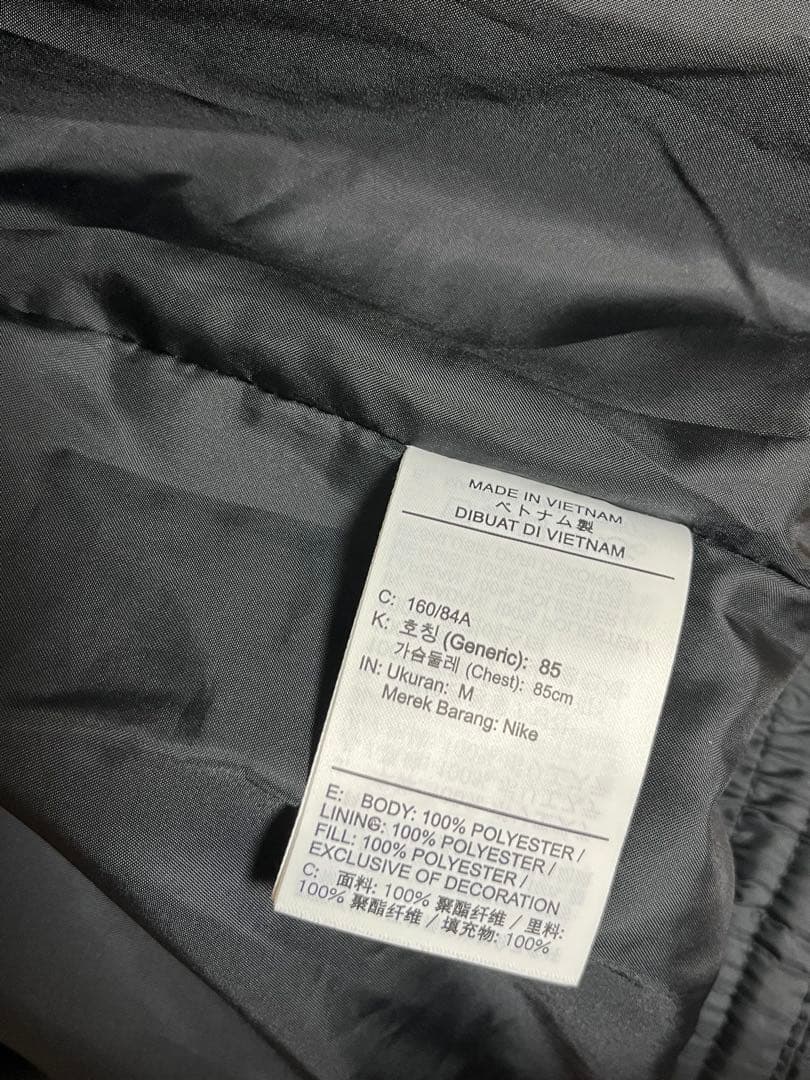 MADE IN VIETNAM
ベトナム製
DIBUAT DI VIETNAM
C: 160/84A
K: 호칭 (Generic): 85
가슴둘레 (Chest): 85cm
IN: Ukuran: M
Merek Barang: Nike
E: BODY: 100% POLYESTER /
LINING: 100% POLYESTER /
FILL: 100% POLYESTER /
EXCLUSIVE OF DECORATION
C: 面料: 100% 聚酯纤维 / 里料:
100% 聚酯纤维 / 填充物: 100%